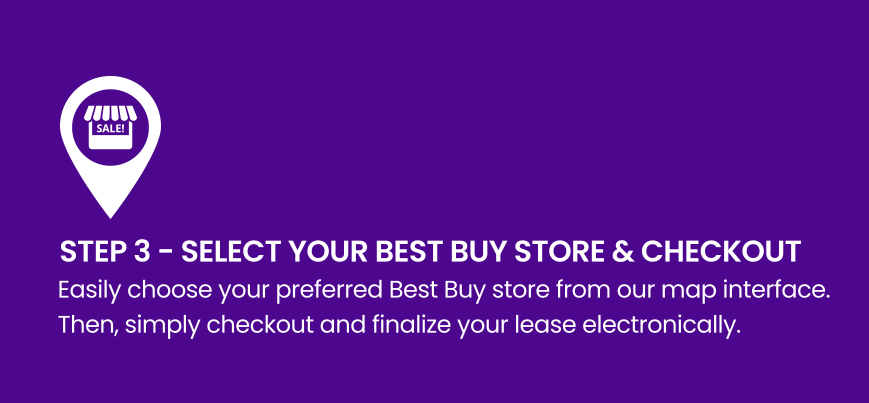 SALE!
STEP 3 - SELECT YOUR BEST BUY STORE & CHECKOUT
Easily choose your preferred Best Buy store from our map interface.
Then, simply checkout and finalize your lease electronically.